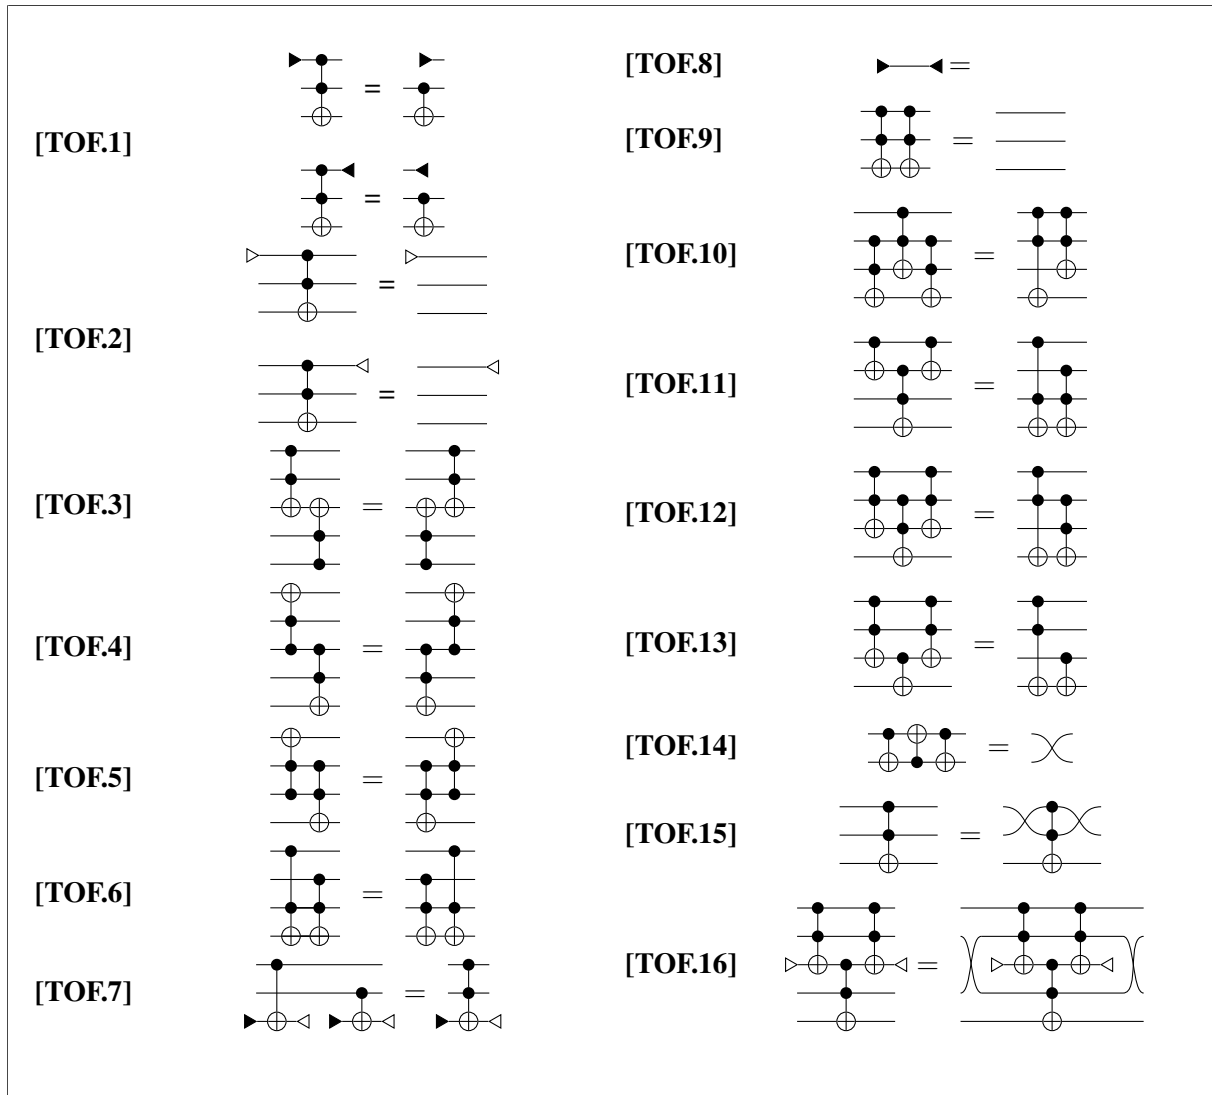 [TOF.1]
=
=
[TOF.2]
=
=
[TOF.3]
=
[TOF.4]
=
[TOF.5]
=
[TOF.6]
=
[TOF.7]
=
[TOF.8]
=
[TOF.9]
=
[TOF.10]
=
[TOF.11]
=
[TOF.12]
=
[TOF.13]
=
[TOF.14]
=
[TOF.15]
=
[TOF.16]
=